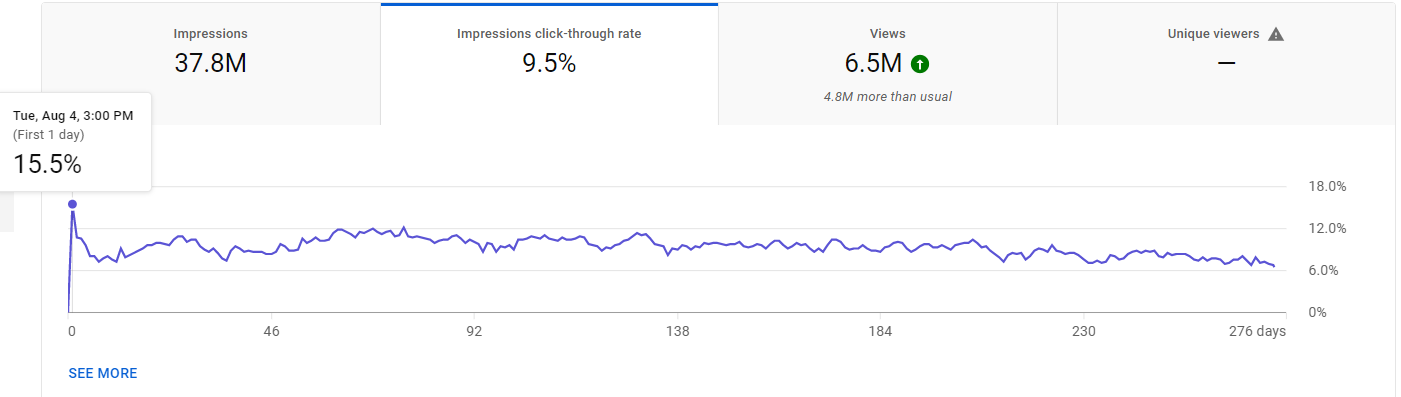 Impressions
37.8M
Impressions click-through rate
9.5%
Views
6.5M
4.8M more than usual
Unique viewers
—
Tue, Aug 4, 3:00 PM
(First 1 day)
15.5%
18.0%
12.0%
6.0%
0%
0 46 92 138 184 230 276 days
SEE MORE